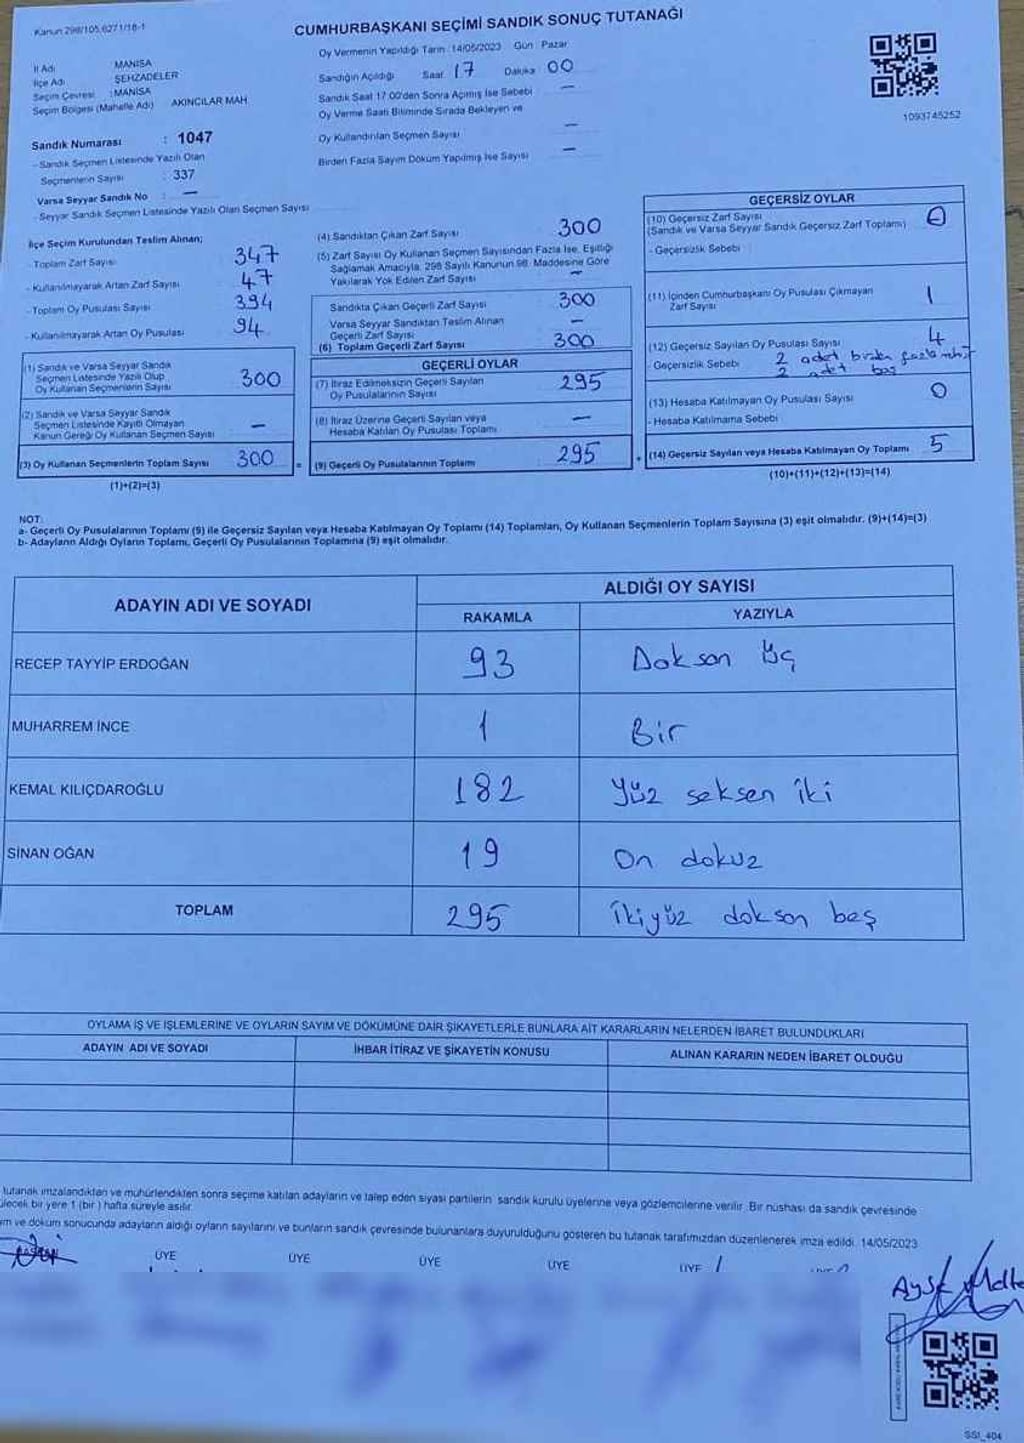 Kanun 298/105,6271/18-1
CUMHURBAŞKANI SEÇİMİ SANDIK SONUÇ TUTANAĞI
İl Adı MANİSA
İlçe Adı ŞEHZADELER
Seçim Çevresi : MANİSA
Seçim Bölgesi (Mahalle Adı) AKINCILAR MAH.
Sandık Numarası : 1047
- Sandık Seçmen Listesinde Yazılı Olan
Seçmenlerin Sayısı : 337
Varsa Seyyar Sandık No : —
- Seyyar Sandık Seçmen Listesinde Yazılı Olan Seçmen Sayısı
Oy Vermenin Yapıldığı Tarih : 14/05/2023 Gün : Pazar
Sandığın Açıldığı Saat 17 Dakika 00
Sandık Saat 17:00'den Sonra Açılmış İse Sebebi —
Oy Verme Saati Bitiminde Sırada Bekleyen ve
Oy Kullandırılan Seçmen Sayısı —
Birden Fazla Sayım Döküm Yapılmış İse Sayısı —
1093745252
İlçe Seçim Kurulundan Teslim Alınan;
- Toplam Zarf Sayısı 347
- Kullanılmayarak Artan Zarf Sayısı 47
- Toplam Oy Pusulası Sayısı 394
- Kullanılmayarak Artan Oy Pusulası 94
(1) Sandık ve Varsa Seyyar Sandık
Seçmen Listesinde Yazılı Olup
Oy Kullanan Seçmenlerin Sayısı 300
(2) Sandık ve Varsa Seyyar Sandık
Seçmen Listesinde Kayıtlı Olmayan
Kanun Gereği Oy Kullanan Seçmen Sayısı —
(3) Oy Kullanan Seçmenlerin Toplam Sayısı 300 =
(1)+(2)=(3)
(4) Sandıktan Çıkan Zarf Sayısı 300
(5) Zarf Sayısı Oy Kullanan Seçmen Sayısından Fazla İse, Eşitliği
Sağlamak Amacıyla, 298 Sayılı Kanunun 98. Maddesine Göre
Yakılarak Yok Edilen Zarf Sayısı —
Sandıkta Çıkan Geçerli Zarf Sayısı 300
Varsa Seyyar Sandıktan Teslim Alınan
Geçerli Zarf Sayısı —
(6) Toplam Geçerli Zarf Sayısı 300
GEÇERLİ OYLAR
(7) İtiraz Edilmeksizin Geçerli Sayılan
Oy Pusulalarının Sayısı 295
(8) İtiraz Üzerine Geçerli Sayılan veya
Hesaba Katılan Oy Pusulası Toplamı —
(9) Geçerli Oy Pusulalarının Toplamı 295 +
GEÇERSİZ OYLAR
(10) Geçersiz Zarf Sayısı
(Sandık ve Varsa Seyyar Sandık Geçersiz Zarf Toplamı) 0
- Geçersizlik Sebebi
(11) İçinden Cumhurbaşkanı Oy Pusulası Çıkmayan
Zarf Sayısı 1
(12) Geçersiz Sayılan Oy Pusulası Sayısı 4
- Geçersizlik Sebebi 2 adet birden fazla
2 adet boş
(13) Hesaba Katılmayan Oy Pusulası Sayısı 0
- Hesaba Katılmama Sebebi
(14) Geçersiz Sayılan veya Hesaba Katılmayan Oy Toplamı 5
(10)+(11)+(12)+(13)=(14)
NOT:
a- Geçerli Oy Pusulalarının Toplamı (9) ile Geçersiz Sayılan veya Hesaba Katılmayan Oy Toplamı (14) Toplamları, Oy Kullanan Seçmenlerin Toplam Sayısına (3) eşit olmalıdır. (9)+(14)=(3)
b- Adayların Aldığı Oyların Toplamı, Geçerli Oy Pusulalarının Toplamına (9) eşit olmalıdır.
ADAYIN ADI VE SOYADI
ALDIĞI OY SAYISI
RAKAMLA YAZIYLA
RECEP TAYYİP ERDOĞAN 93 Doksan üç
MUHARREM İNCE 1 Bir
KEMAL KILIÇDAROĞLU 182 Yüz seksen iki
SİNAN OĞAN 19 On dokuz
TOPLAM 295 İkiyüz doksan beş
OYLAMA İŞ VE İŞLEMLERİNE VE OYLARIN SAYIM VE DÖKÜMÜNE DAİR ŞİKAYETLERLE BUNLARA AİT KARARLARIN NELERDEN İBARET BULUNDUKLARI
ADAYIN ADI VE SOYADI İHBAR İTİRAZ VE ŞİKAYETİN KONUSU ALINAN KARARIN NEDEN İBARET OLDUĞU
tutanak imzalandıktan ve mühürlendikten sonra seçime katılan adayların ve talep eden siyasi partilerin sandık kurulu üyelerine veya gözlemcilerine verilir. Bir nüshası da sandık çevresinde
bir yere 1 (bir) hafta süreyle asılır.
ve döküm sonucunda adayların aldığı oyların sayılarını ve bunların sandık çevresinde bulunanlara duyurulduğunu gösteren bu tutanak tarafımızdan düzenlenerek imza edildi. 14/05/2023
ÜYE ÜYE ÜYE ÜYE ÜYE
SSİ_404